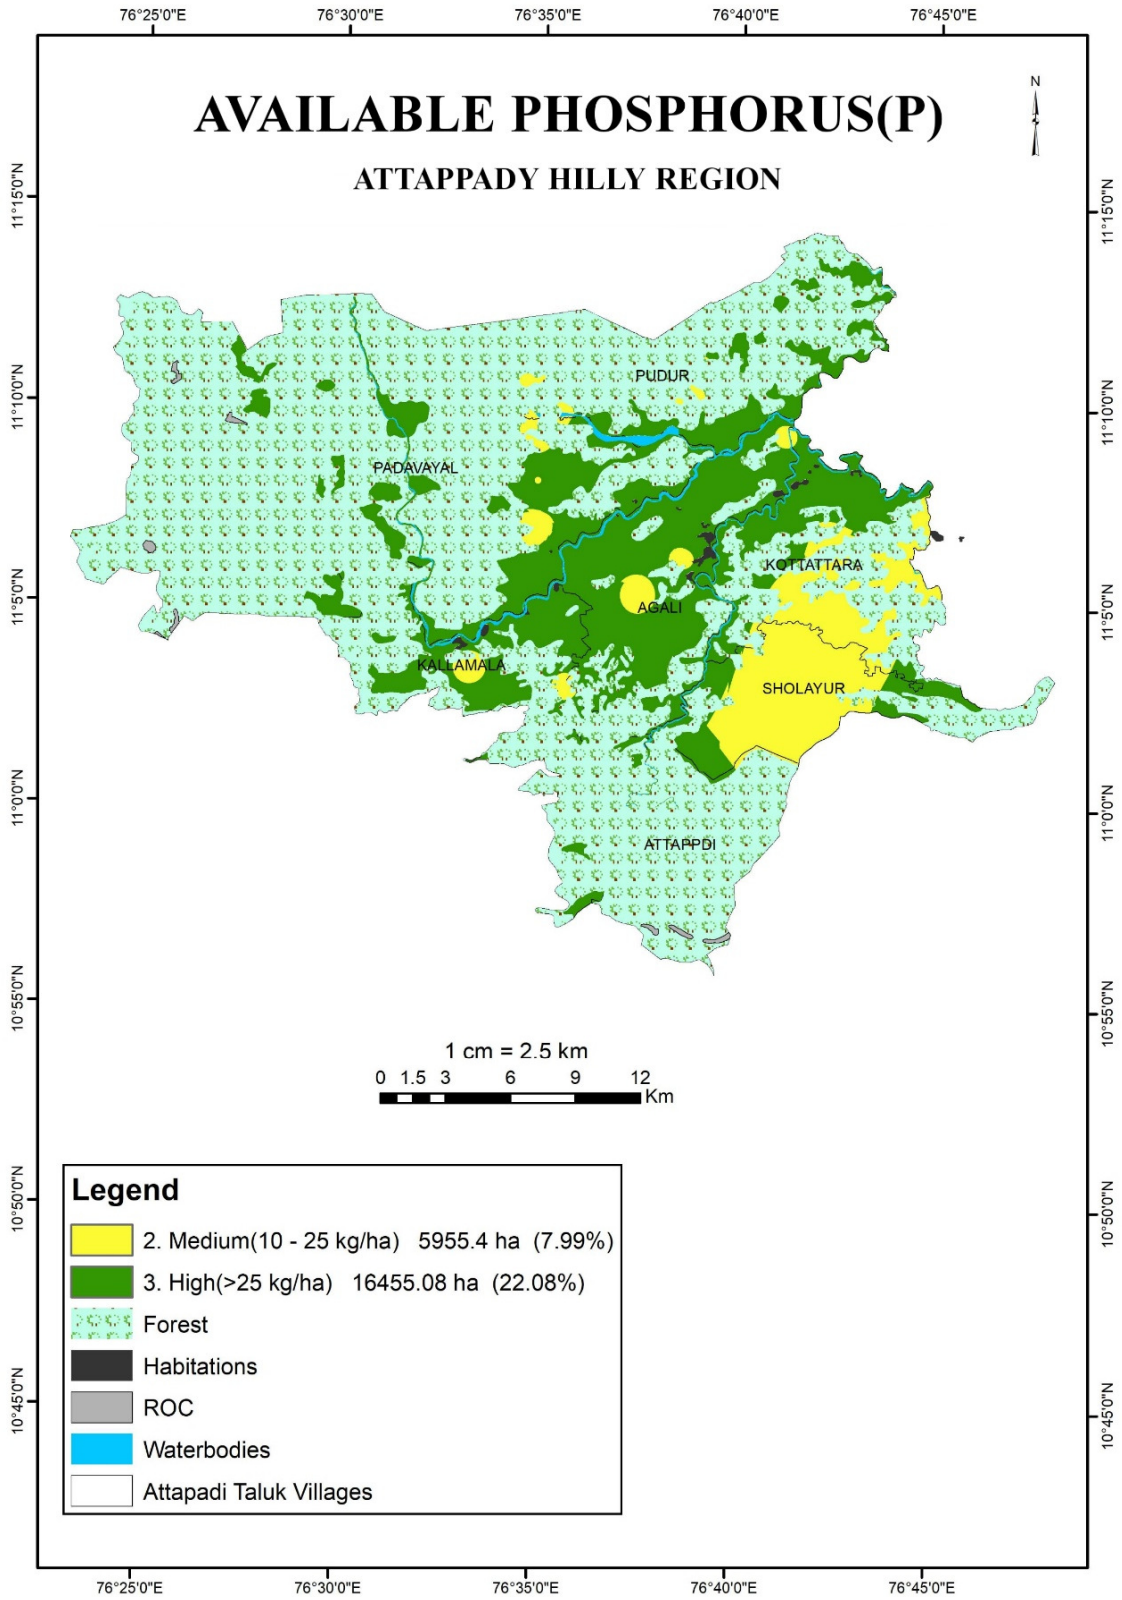 76°25'0"E 76°30'0"E 76°35'0"E 76°40'0"E 76°45'0"E
N
AVAILABLE PHOSPHORUS(P)
ATTAPPADY HILLY REGION
11°15'0"N 11°15'0"N
PUDUR
11°10'0"N 11°10'0"N
PADAVAYAL
KOTTATTARA
11°5'0"N 11°5'0"N
AGALI
KALLAMALA
SHOLAYUR
11°0'0"N 11°0'0"N
ATTAPPDI
10°55'0"N 10°55'0"N
1 cm = 2.5 km
0 1.5 3 6 9 12
Km
10°50'0"N 10°50'0"N
Legend
2. Medium(10 - 25 kg/ha) 5955.4 ha (7.99%)
3. High(>25 kg/ha) 16455.08 ha (22.08%)
Forest
Habitations
10°45'0"N 10°45'0"N
ROC
Waterbodies
Attapadi Taluk Villages
76°25'0"E 76°30'0"E 76°35'0"E 76°40'0"E 76°45'0"E